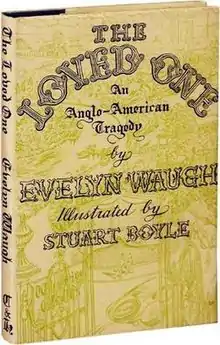 THE
LOVED ONE
An
Anglo-American
Tragedy
by
EVELYN WAUGH
Illustrated by
STUART BOYLE
The Loved One Evelyn Waugh